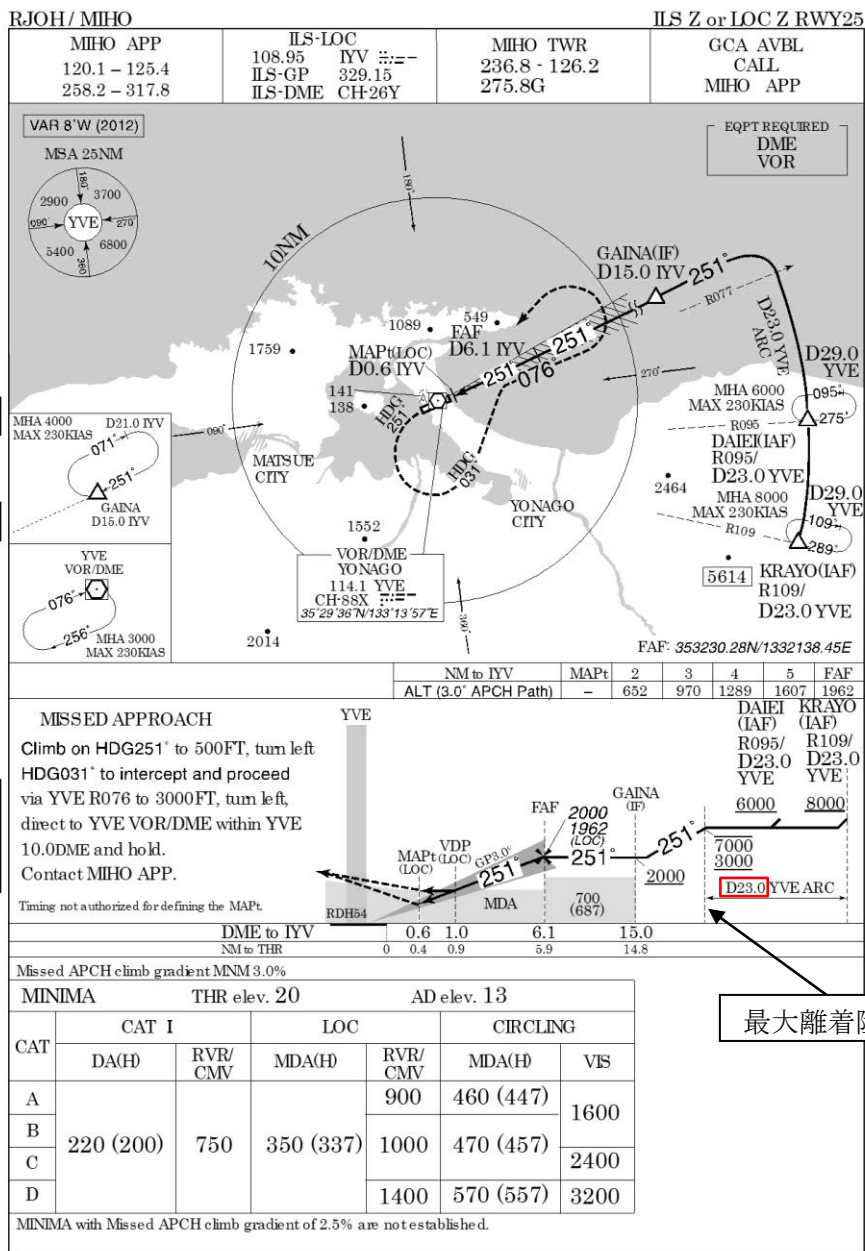 RJOH / MIHO
ILS Z or LOC Z RWY25
MIHO APP
120.1 – 125.4
258.2 – 317.8
ILS-LOC
108.95 IYV
ILS-GP 329.15
ILS-DME CH-26Y
MIHO TWR
236.8 - 126.2
275.8G
GCA AVBL
CALL
MIHO APP
VAR 8°W (2012)
MSA 25NM
180°
2900
3700
090°
YVE
270°
5400
6800
360°
EQPT REQUIRED
DME
VOR
180°
10NM
GAINA(IF)
D15.0 IYV
251°
R077
D23.0 YVE
ARC
1089
549
FAF
D6.1 IYV
251°
1759
MAPt(LOC)
D0.6 IYV
251°
076°
270°
D29.0
YVE
141
138
HDG
251°
MHA 6000
MAX 230KIAS
095°
275°
R095
DAIEI(IAF)
R095/
D23.0 YVE
MHA 4000
MAX 230KIAS
D21.0 IYV
071°
251°
GAINA
D15.0 IYV
090°
MATSUE
CITY
HDG
031°
YONAGO
CITY
2464
MHA 8000
MAX 230KIAS
D29.0
YVE
R109
109°
289°
1552
5614
KRAYO(IAF)
R109/
D23.0 YVE
YVE
VOR/DME
076°
256°
MHA 3000
MAX 230KIAS
VOR/DME
YONAGO
114.1 YVE
CH-88X
35°29´36″N/133°13´57″E
360°
2014
FAF: 353230.28N/1332138.45E
NM to IYV MAPt 2 3 4 5 FAF
ALT (3.0° APCH Path) – 652 970 1289 1607 1962
MISSED APPROACH
Climb on HDG251° to 500FT, turn left
HDG031° to intercept and proceed
via YVE R076 to 3000FT, turn left,
direct to YVE VOR/DME within YVE
10.0DME and hold.
Contact MIHO APP.
Timing not authorized for defining the MAPt.
YVE
DAIEI
(IAF)
R095/
D23.0
YVE
KRAYO
(IAF)
R109/
D23.0
YVE
6000
8000
GAINA
(IF)
FAF
2000
1962
(LOC)
VDP
(LOC)
MAPt
(LOC)
GP3.0°
251°
251°
251°
2000
7000
3000
D23.0 YVE ARC
MDA
700
(687)
RDH54
DME to IYV 0.6 1.0 6.1 15.0
NM to THR 0 0.4 0.9 5.9 14.8
Missed APCH climb gradient MNM 3.0%
MINIMA THR elev. 20 AD elev. 13
CAT
CAT I
LOC
CIRCLING
DA(H)
RVR/
CMV
MDA(H)
RVR/
CMV
MDA(H)
VIS
A 900 460 (447)
1600
B
220 (200) 750 350 (337) 1000 470 (457)
C 2400
D 1400 570 (557) 3200
MINIMA with Missed APCH climb gradient of 2.5% are not established.
最大離着